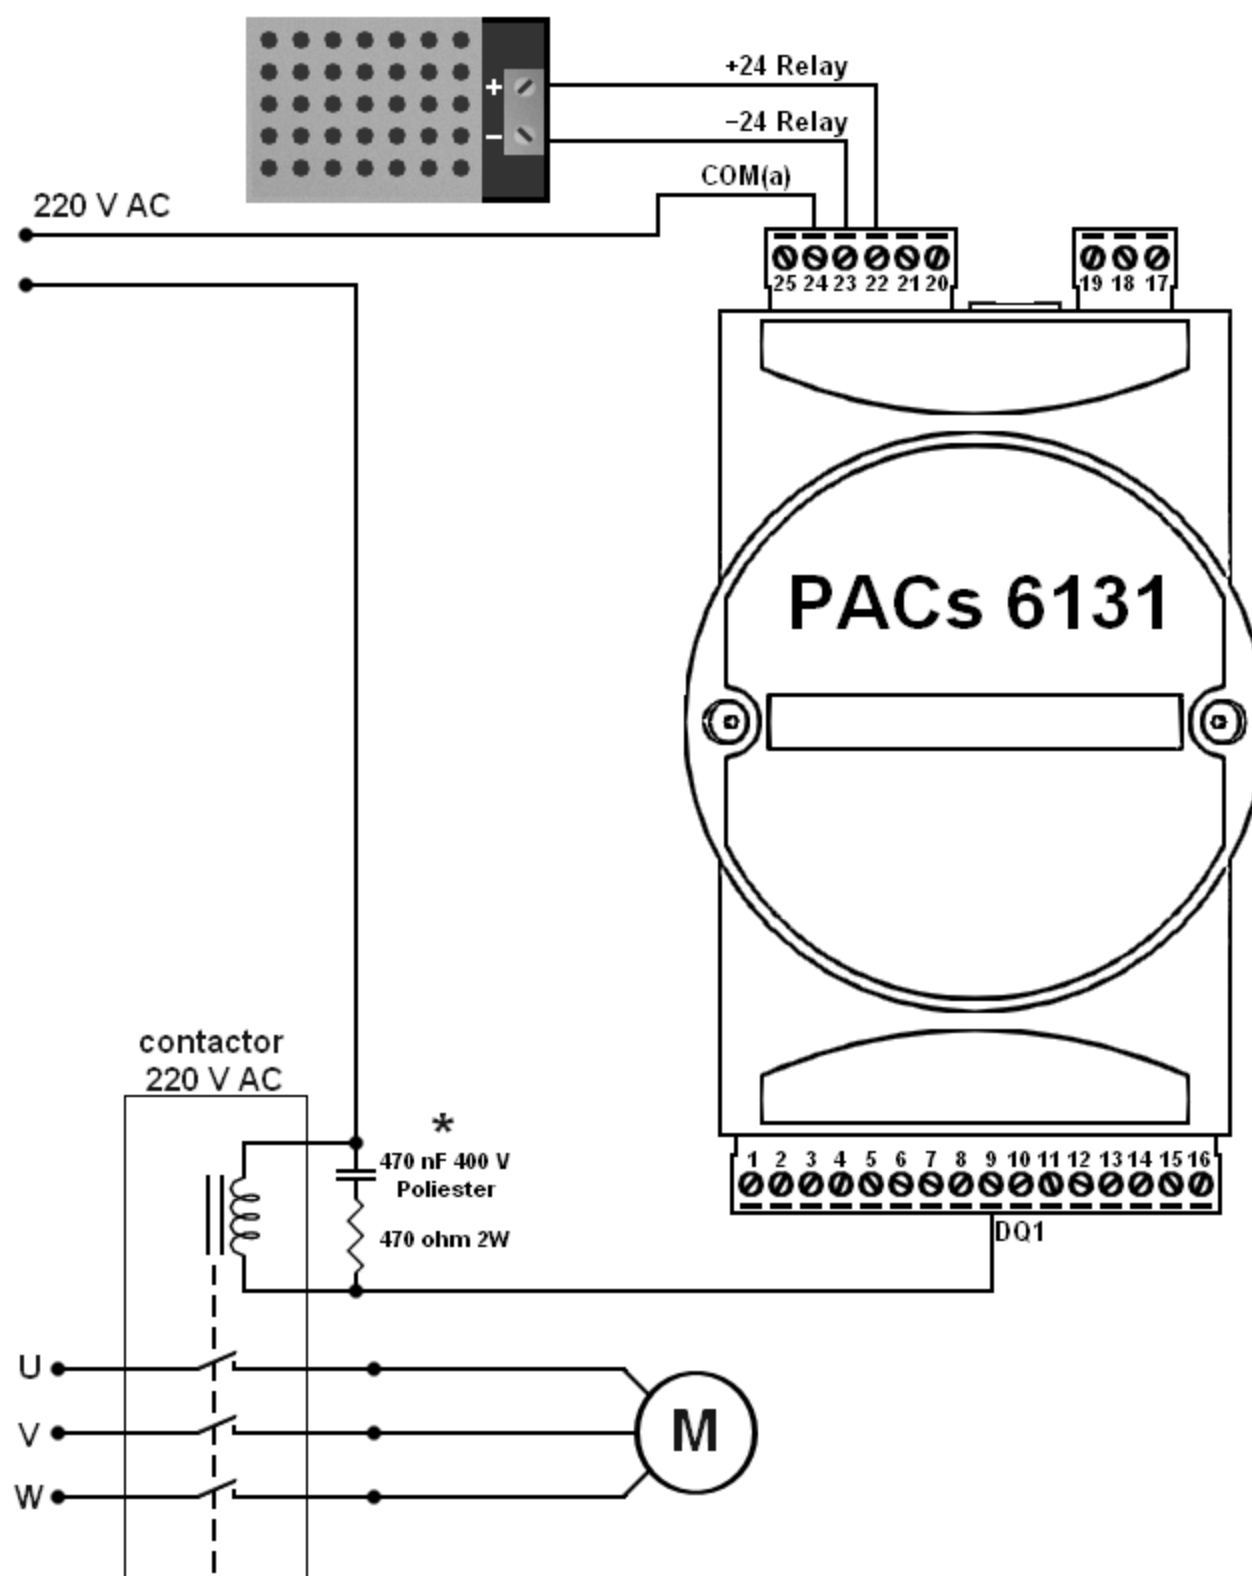 +24 Relay
+
−24 Relay
−
COM(a)
220 V AC
25 24 23 22 21 20
19 18 17
PACs 6131
contactor
220 V AC
*
470 nF 400 V
Poliester
470 ohm 2W
1 2 3 4 5 6 7 8 9 10 11 12 13 14 15 16
DQ1
U
V
M
W